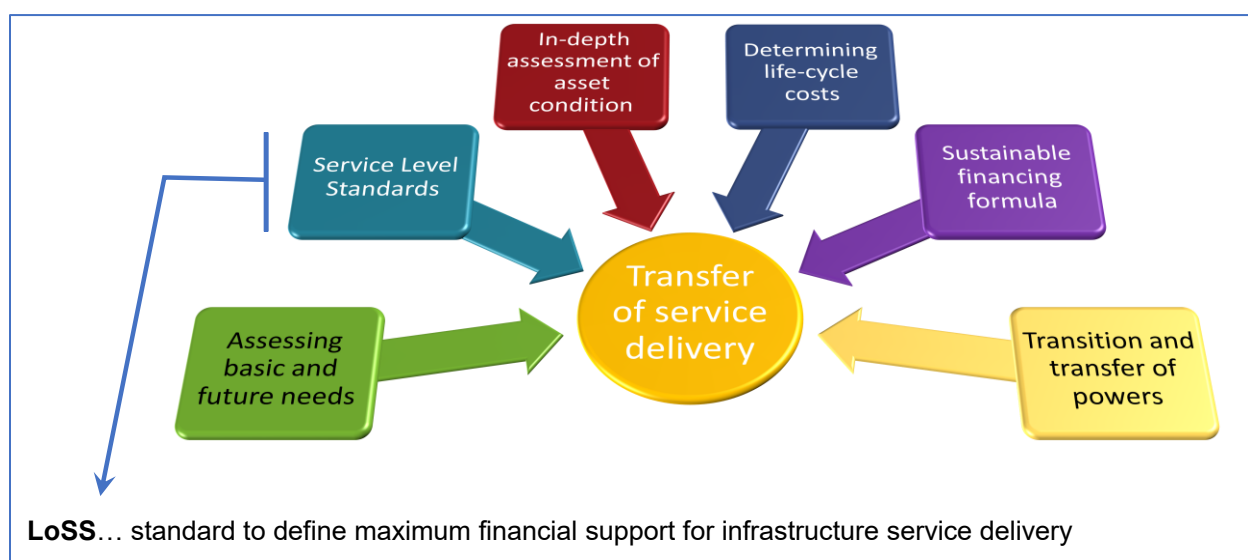 In-depth
assessment of
asset
condition
Determining
life-cycle
costs
Service Level
Standards
Sustainable
financing
formula
Transfer
of service
delivery
Assessing
basic and
future needs
Transition and
transfer of
powers
LoSS… standard to define maximum financial support for infrastructure service delivery